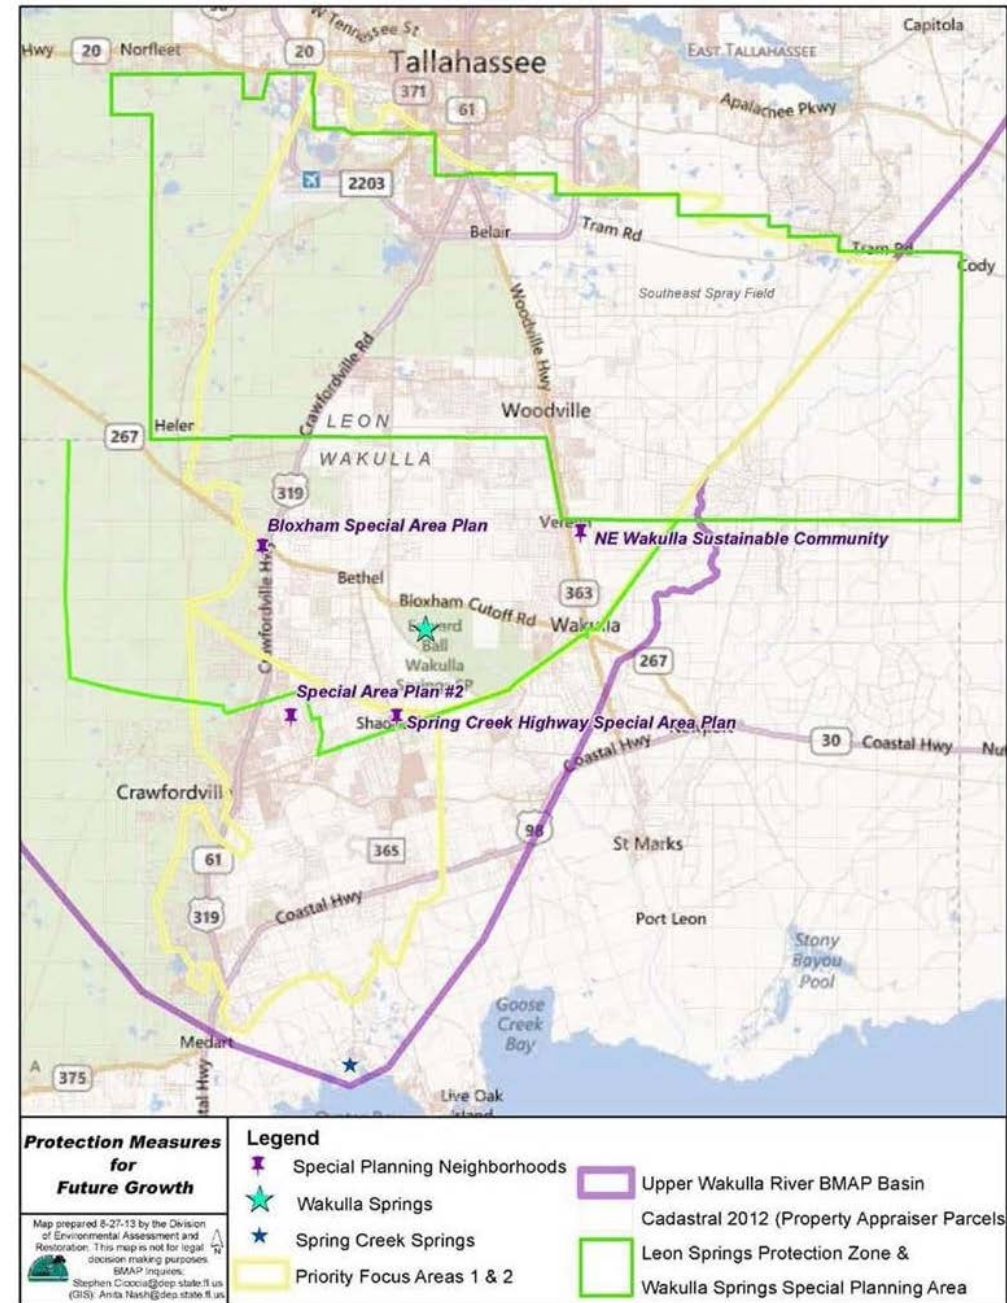 Capitola
W Tennessee St
Hwy
20
Norfleet
20
Tallahassee
EAST TALLAHASSEE
371
61
Apalachee Pkwy
2203
Belair
Tram Rd
Tram Rd
Cody
Southeast Spray Field
Woodville Hwy
Crawfordville Rd
Woodville
LEON
Heler
267
WAKULLA
319
Bloxham Special Area Plan
NE Wakulla Sustainable Community
Bethel
363
Bloxham Cutoff Rd
Wakulla
Ball
Wakulla
267
Special Area Plan #2
Spring Creek Highway Special Area Plan
Coastal Hwy
30
Coastal Hwy
98
St Marks
61
365
319
Coastal Hwy
Port Leon
Stony
Bayou
Pool
Goose
Creek
Bay
Medart
A
375
tal Hwy
Live Oak
Island
Protection Measures
for
Future Growth
Map prepared 8-27-13 by the Division
of Environmental Assessment and
Restoration. This map is not for legal
decision making purposes.
BMAP Inquires:
Stephen.Cioccia@dep.state.fl.us
(GIS): Anita.Nash@dep.state.fl.us
N
Legend
Special Planning Neighborhoods
Wakulla Springs
Spring Creek Springs
Priority Focus Areas 1 & 2
Upper Wakulla River BMAP Basin
Cadastral 2012 (Property Appraiser Parcels
Leon Springs Protection Zone &
Wakulla Springs Special Planning Area